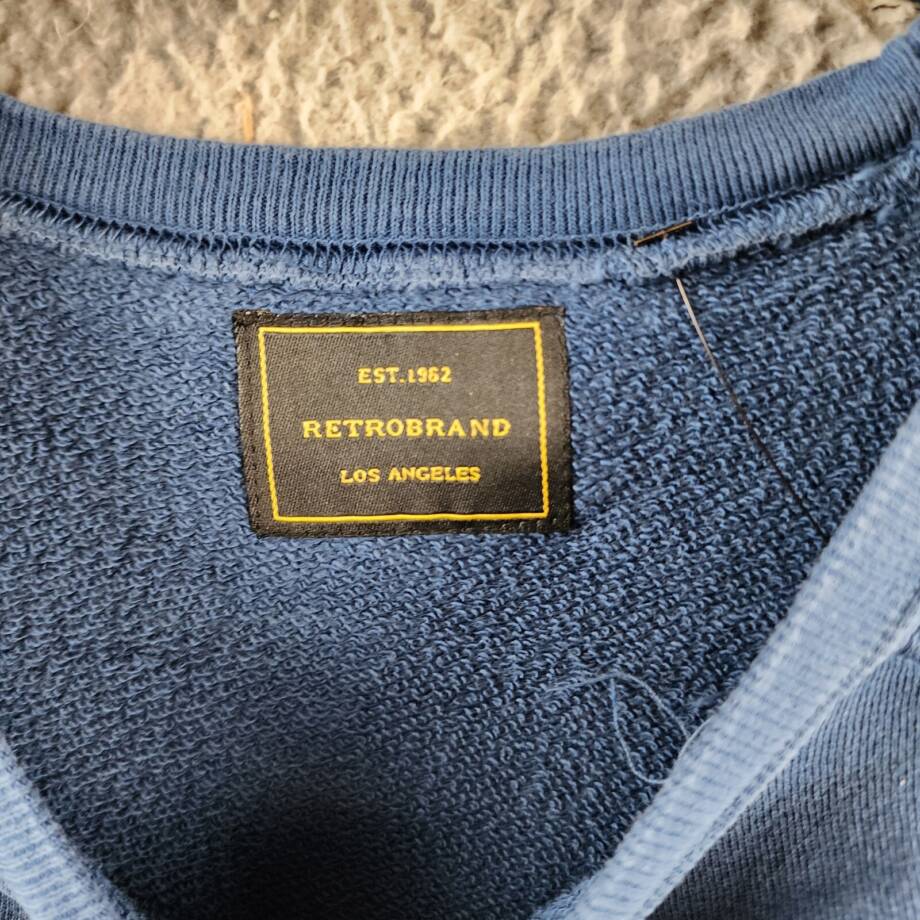 EST.1962
RETROBRAND
LOS ANGELES